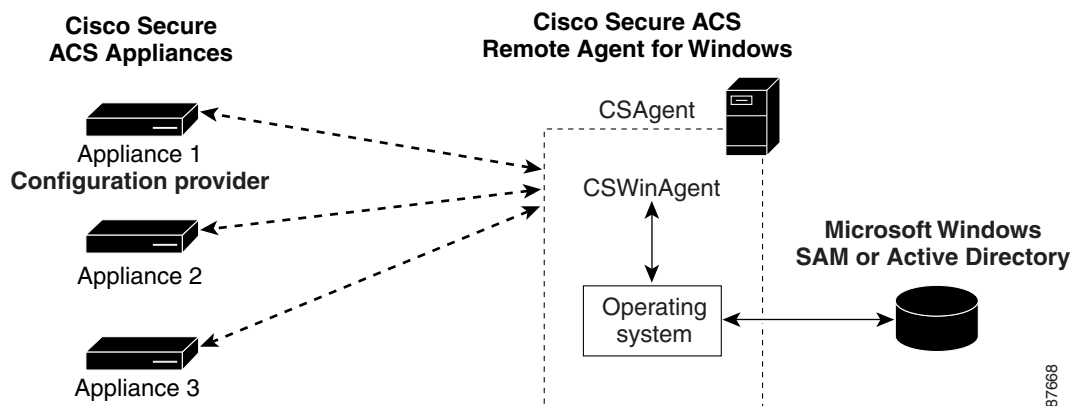 Cisco Secure
ACS Appliances
Cisco Secure ACS
Remote Agent for Windows
CSAgent
Appliance 1
Configuration provider
CSWinAgent
Appliance 2
Microsoft Windows
SAM or Active Directory
Operating
system
Appliance 3
87668